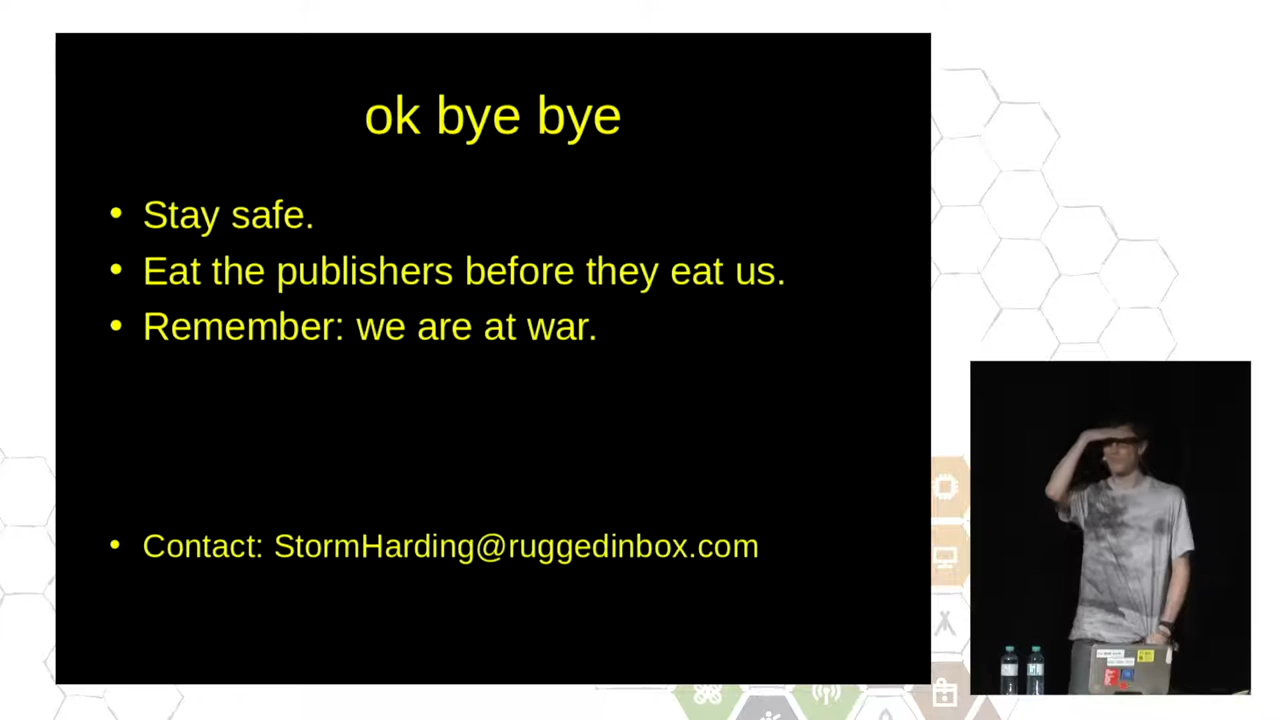 ok bye bye
• Stay safe.
• Eat the publishers before they eat us.
• Remember: we are at war.
• Contact: StormHarding@ruggedinbox.com